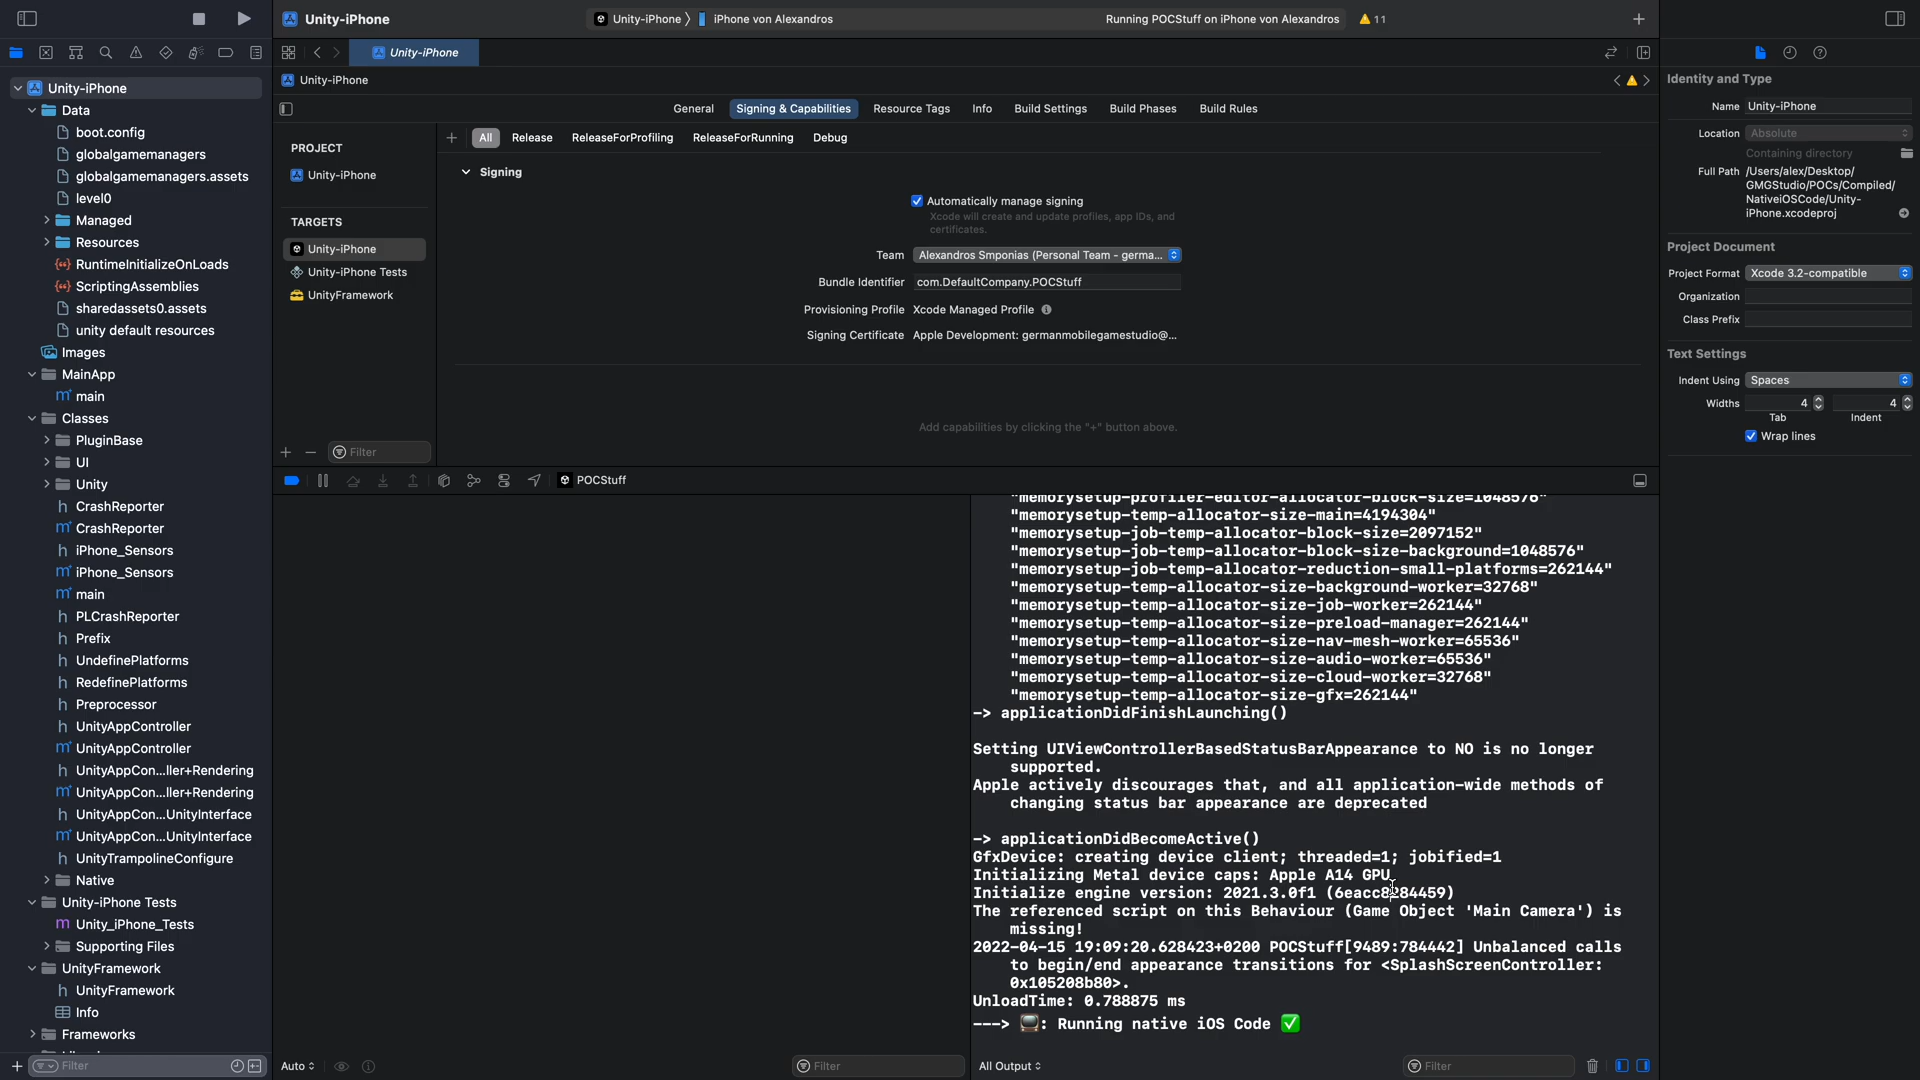 Unity-iPhone
Unity-iPhone
iPhone von Alexandros
Running POCStuff on iPhone von Alexandros
11
Unity-iPhone
Unity-iPhone
Unity-iPhone
Data
boot.config
globalgamemanagers
globalgamemanagers.assets
level0
Managed
Resources
RuntimeInitializeOnLoads
ScriptingAssemblies
sharedassets0.assets
unity default resources
Images
MainApp
main
Classes
PluginBase
UI
Unity
CrashReporter
CrashReporter
iPhone_Sensors
iPhone_Sensors
main
PLCrashReporter
Prefix
UndefinePlatforms
RedefinePlatforms
Preprocessor
UnityAppController
UnityAppController
UnityAppCon...ller+Rendering
UnityAppCon...ller+Rendering
UnityAppCon...UnityInterface
UnityAppCon...UnityInterface
UnityTrampolineConfigure
Native
Unity-iPhone Tests
Unity_iPhone_Tests
Supporting Files
UnityFramework
UnityFramework
Info
Frameworks
Filter
General
Signing & Capabilities
Resource Tags
Info
Build Settings
Build Phases
Build Rules
PROJECT
Unity-iPhone
TARGETS
Unity-iPhone
Unity-iPhone Tests
UnityFramework
Filter
All
Release
ReleaseForProfiling
ReleaseForRunning
Debug
Signing
Automatically manage signing
Xcode will create and update profiles, app IDs, and
certificates.
Team Alexandros Smponias (Personal Team - germa...
Bundle Identifier com.DefaultCompany.POCStuff
Provisioning Profile Xcode Managed Profile
Signing Certificate Apple Development: germanmobilegamestudio@...
Add capabilities by clicking the "+" button above.
POCStuff
"memorysetup-profiler-editor-allocator-block-size=1048576"
"memorysetup-temp-allocator-size-main=4194304"
"memorysetup-job-temp-allocator-block-size=2097152"
"memorysetup-job-temp-allocator-block-size-background=1048576"
"memorysetup-job-temp-allocator-reduction-small-platforms=262144"
"memorysetup-temp-allocator-size-background-worker=32768"
"memorysetup-temp-allocator-size-job-worker=262144"
"memorysetup-temp-allocator-size-preload-manager=262144"
"memorysetup-temp-allocator-size-nav-mesh-worker=65536"
"memorysetup-temp-allocator-size-audio-worker=65536"
"memorysetup-temp-allocator-size-cloud-worker=32768"
"memorysetup-temp-allocator-size-gfx=262144"
-> applicationDidFinishLaunching()
Setting UIViewControllerBasedStatusBarAppearance to NO is no longer
supported.
Apple actively discourages that, and all application-wide methods of
changing status bar appearance are deprecated
-> applicationDidBecomeActive()
GfxDevice: creating device client; threaded=1; jobified=1
Initializing Metal device caps: Apple A14 GPU
Initialize engine version: 2021.3.0f1
The referenced script on this Behaviour (Game Object 'Main Camera') is
missing!
2022-04-15 19:09:20.628423+0200 POCStuff[9489:784442] Unbalanced calls
to begin/end appearance transitions for <SplashScreenController:
0x105208b80>.
UnloadTime: 0.788875 ms
---> 📺: Running native iOS Code ✅
Auto
Filter
All Output
Filter
Identity and Type
Name Unity-iPhone
Location Absolute
Containing directory
Full Path /Users/alex/Desktop/
GMGStudio/POCs/Compiled/
NativeiOSCode/Unity-
iPhone.xcodeproj
Project Document
Project Format Xcode 3.2-compatible
Organization
Class Prefix
Text Settings
Indent Using Spaces
Widths 4 4
Tab Indent
Wrap lines